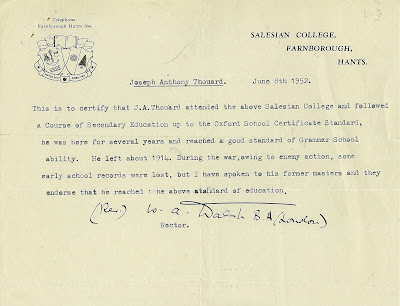 Telephone
Farnborough Hants
SALESIAN COLLEGE,
FARNBOROUGH,
HANTS.
Joseph Anthony Thouard. June 8th 1952.
This is to certify that J.A.Thouard attended the above Salesian College and followed
a Course of Secondary Education up to the Oxford School Certificate Standard,
he was here for several years and reached a good standard of Grammar School
ability. He left about 1914. During the war,owing to enemy action, some
early school records were lost, but I have spoken to his former masters and they
endorse that he reached the above standard of education.
(Rev) W. A. Walsh B A (London)
Rector.